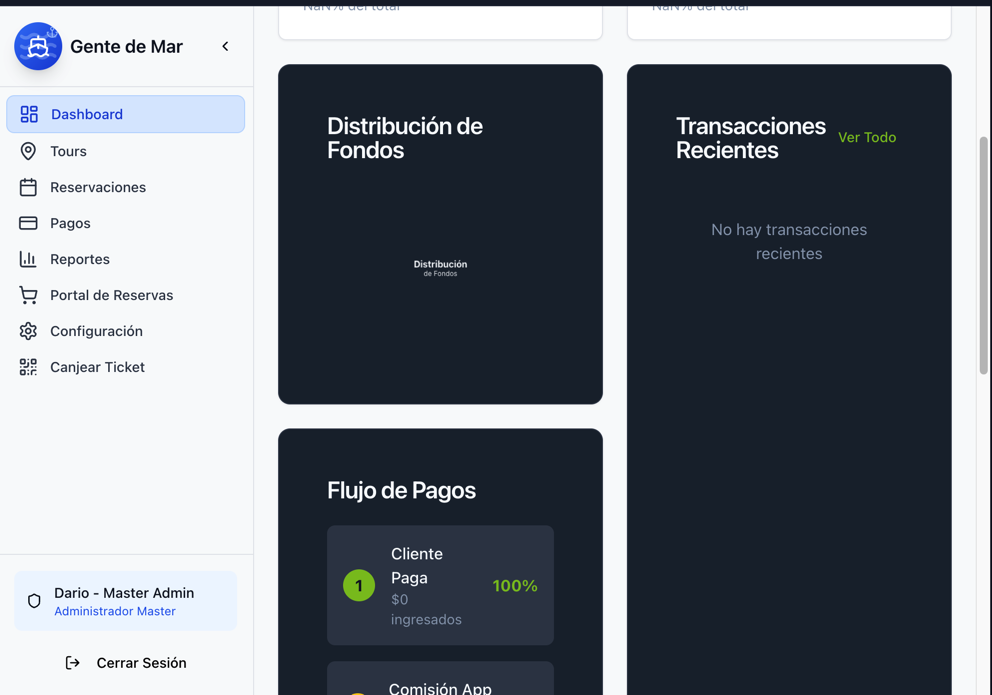 Gente de Mar
Dashboard
Tours
Reservaciones
Pagos
Reportes
Portal de Reservas
Configuración
Canjear Ticket
Dario - Master Admin
Administrador Master
Cerrar Sesión
NaN% del total
NaN% del total
Distribución de
Fondos
Distribución
de Fondos
Transacciones
Recientes
Ver Todo
No hay transacciones
recientes
Flujo de Pagos
1
Cliente
Paga
$0
ingresados
100%
Comisión App